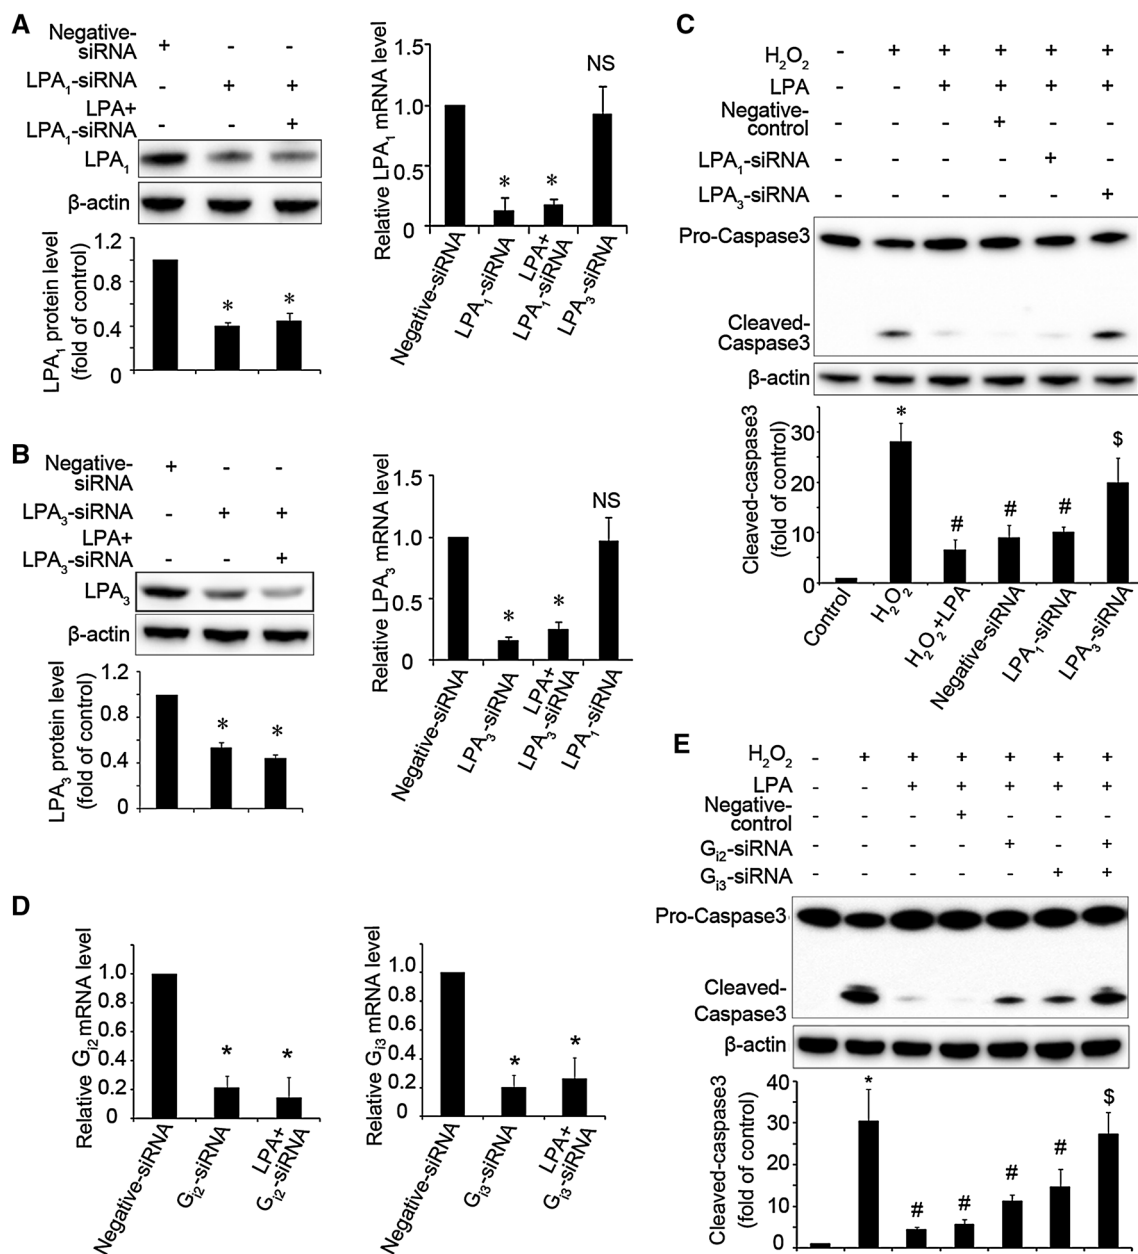 A
Negative-
siRNA + - -
LPA1-siRNA - + +
LPA+
LPA1-siRNA - - +
LPA1
β-actin
1.2
0.8
0.4
0
LPA1 protein level
(fold of control)
*
*
1.5
1.0
0.5
0
Relative LPA1 mRNA level
*
*
NS
Negative-siRNA
LPA1-siRNA
LPA+
LPA1-siRNA
LPA3-siRNA
B
Negative-
siRNA + - -
LPA3-siRNA - + +
LPA+
LPA3-siRNA - - +
LPA3
β-actin
1.2
0.8
0.4
0
LPA3 protein level
(fold of control)
*
*
1.5
1.0
0.5
0
Relative LPA3 mRNA level
*
*
NS
Negative-siRNA
LPA3-siRNA
LPA+
LPA3-siRNA
LPA1-siRNA
C
H2O2 - + + + + +
LPA - - + + + +
Negative-
control - - - + - -
LPA1-siRNA - - - - + -
LPA3-siRNA - - - - - +
Pro-Caspase3
Cleaved-
Caspase3
β-actin
30
20
10
0
Cleaved-caspase3
(fold of control)
*
#
#
#
$
Control
H2O2
H2O2+LPA
Negative-siRNA
LPA1-siRNA
LPA3-siRNA
D
1.0
0.8
0.6
0.4
0.2
0
Relative Gi2 mRNA level
*
*
Negative-siRNA
Gi2-siRNA
LPA+
Gi2-siRNA
1.0
0.8
0.6
0.4
0.2
0
Relative Gi3 mRNA level
*
*
Negative-siRNA
Gi3-siRNA
LPA+
Gi3-siRNA
E
H2O2 - + + + + + +
LPA - - + + + + +
Negative-
control - - - + - - -
Gi2-siRNA - - - - + - +
Gi3-siRNA - - - - - + +
Pro-Caspase3
Cleaved-
Caspase3
β-actin
40
30
20
10
0
Cleaved-caspase3
(fold of control)
*
#
#
#
#
$